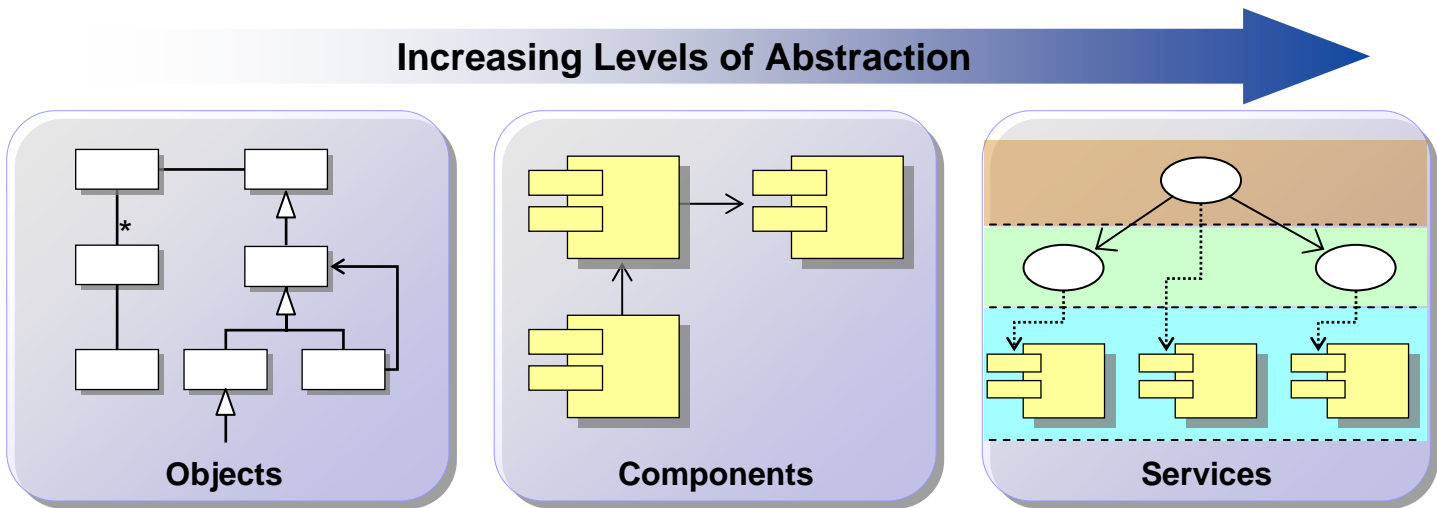 Increasing Levels of Abstraction
*
Objects
Components
Services